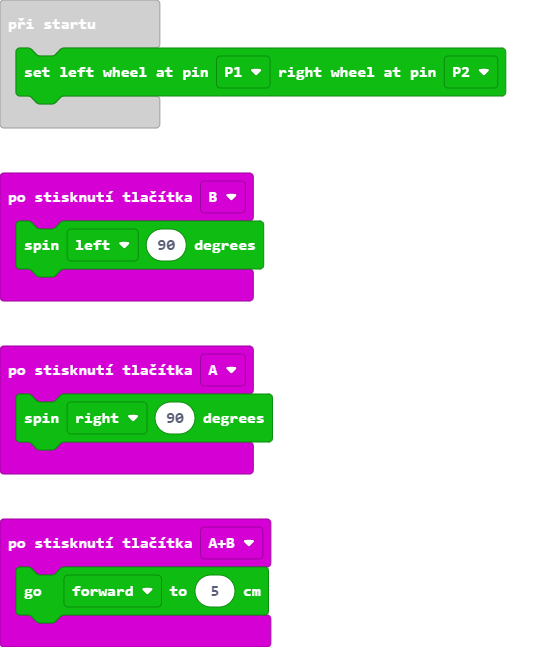 při startu
set left wheel at pin P1 right wheel at pin P2
po stisknutí tlačítka B
spin left 90 degrees
po stisknutí tlačítka A
spin right 90 degrees
po stisknutí tlačítka A+B
go forward to 5 cm